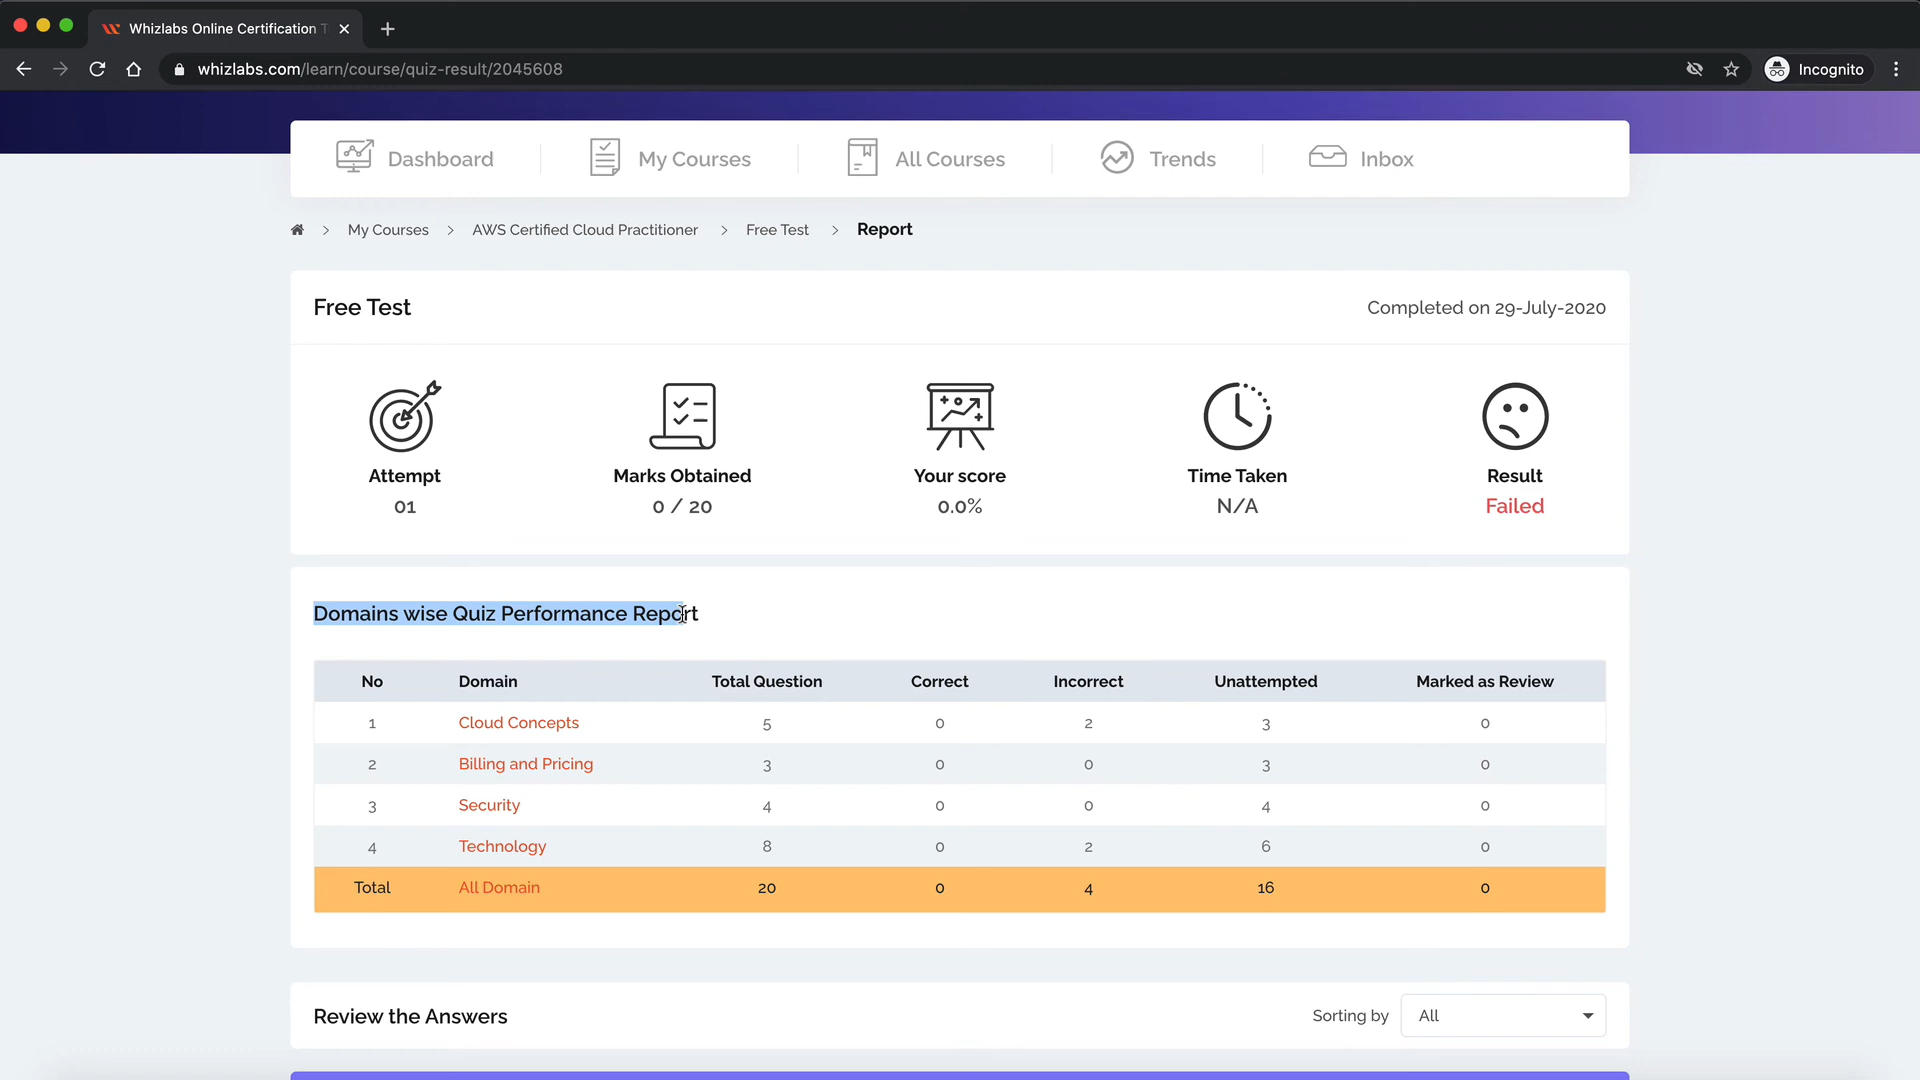 Whizlabs Online Certification T
whizlabs.com/learn/course/quiz-result/2045608
Incognito
Dashboard
My Courses
All Courses
Trends
Inbox
> My Courses > AWS Certified Cloud Practitioner > Free Test > Report
Free Test
Completed on 29-July-2020
Attempt
01
Marks Obtained
0 / 20
Your score
0.0%
Time Taken
N/A
Result
Failed
Domains wise Quiz Performance Report
No Domain Total Question Correct Incorrect Unattempted Marked as Review
1 Cloud Concepts 5 0 2 3 0
2 Billing and Pricing 3 0 0 3 0
3 Security 4 0 0 4 0
4 Technology 8 0 2 6 0
Total All Domain 20 0 4 16 0
Review the Answers
Sorting by All